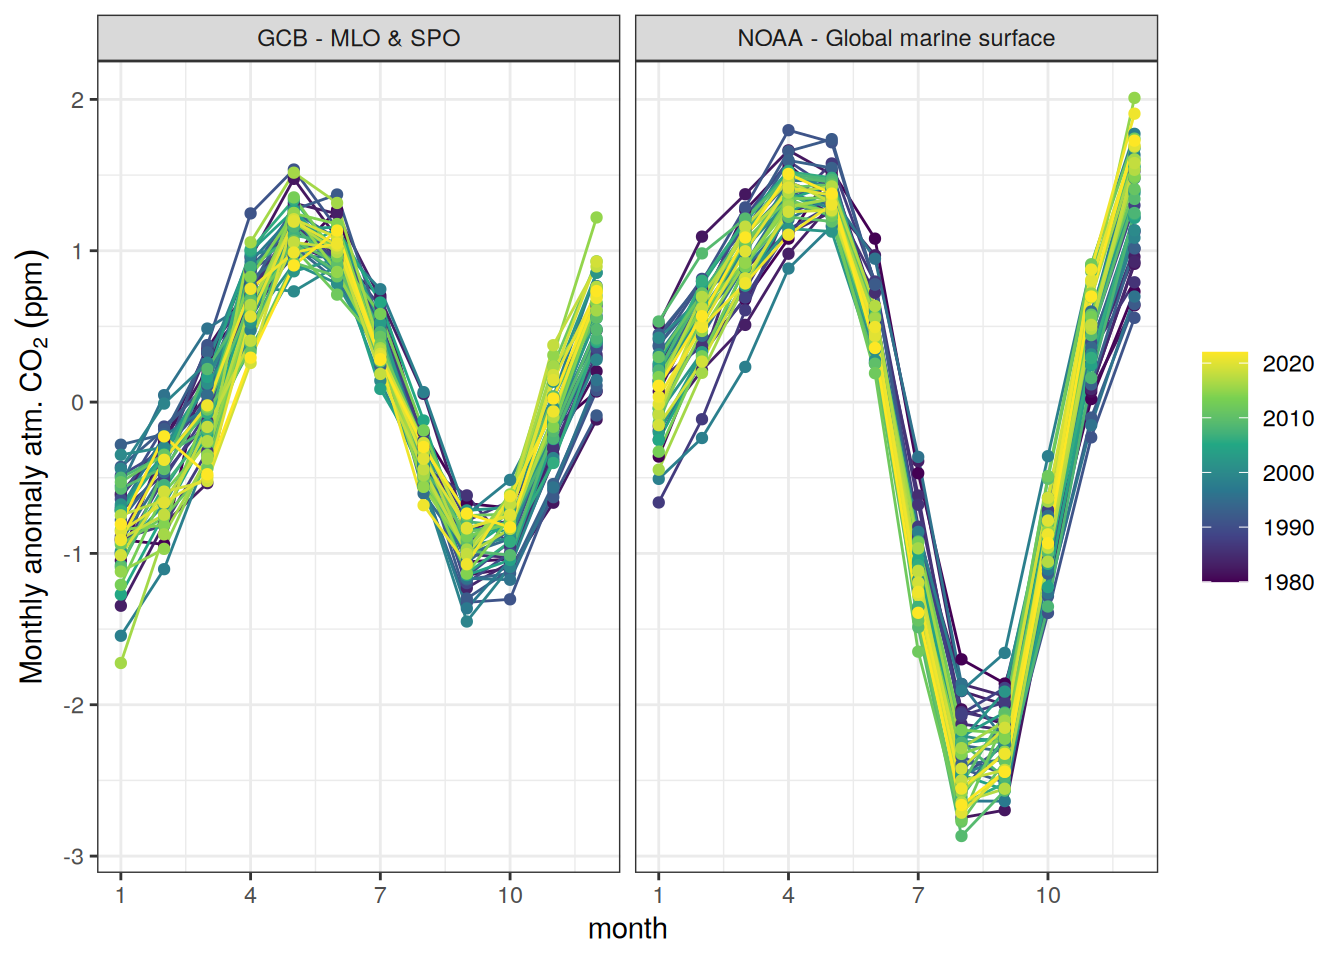 GCB - MLO & SPO
NOAA - Global marine surface
Monthly anomaly atm. CO₂ (ppm)
2
1
0
-1
-2
-3
1 4 7 10
1 4 7 10
month
2020
2010
2000
1990
1980